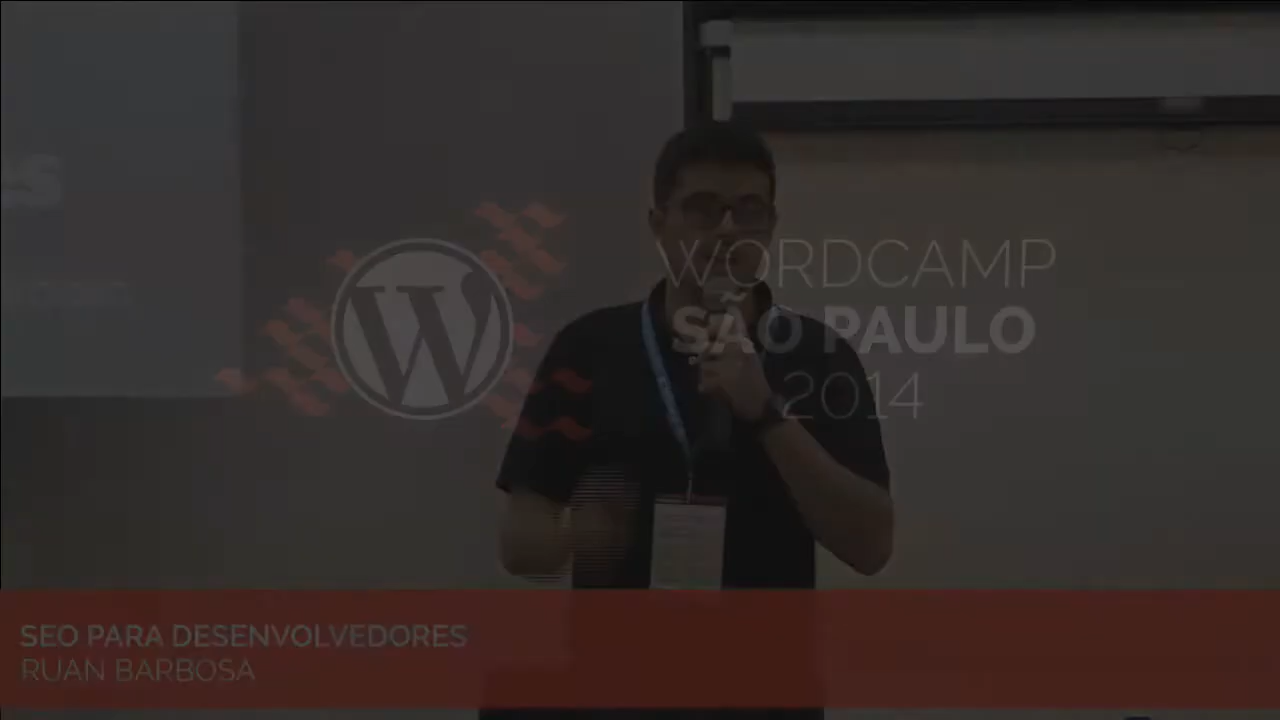 WORDCAMP
SÃO PAULO
2014
SEO PARA DESENVOLVEDORES
RUAN BARBOSA